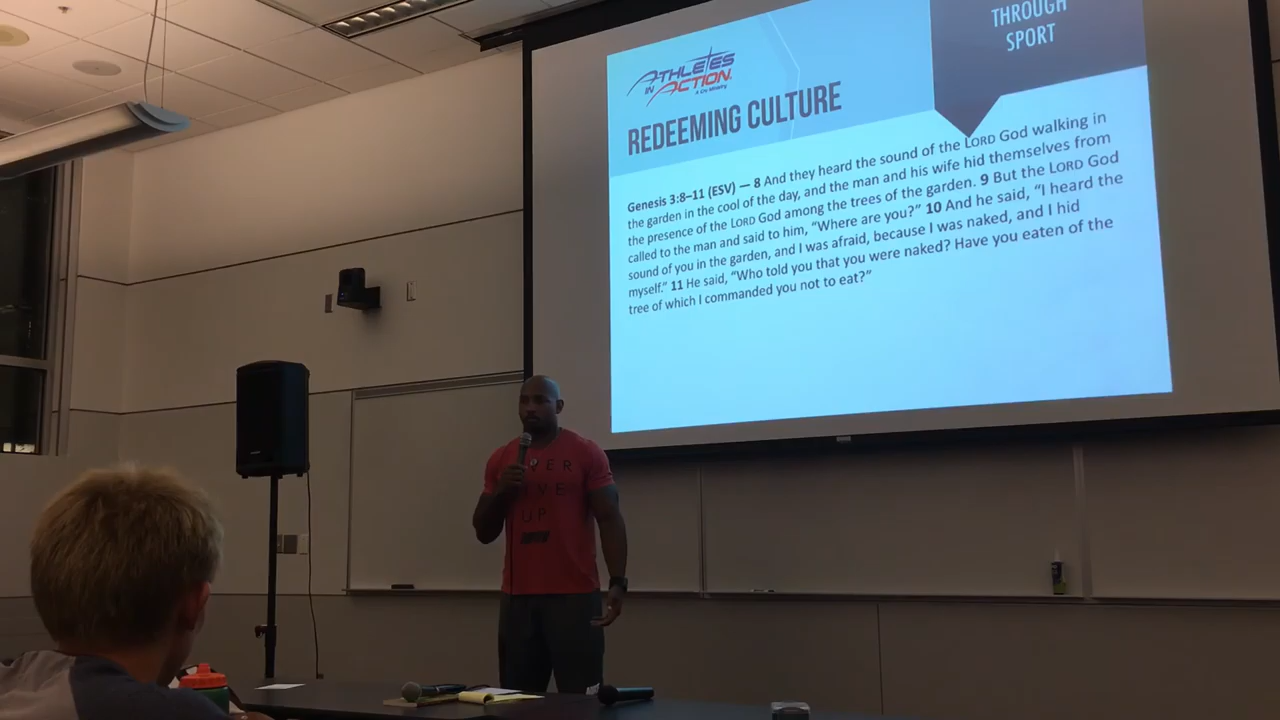 THROUGH
SPORT
ATHLETES
IN ACTION
A Cru Ministry
REDEEMING CULTURE
Genesis 3:8–11 (ESV) — 8 And they heard the sound of the LORD God walking in
the garden in the cool of the day, and the man and his wife hid themselves from
the presence of the LORD God among the trees of the garden. 9 But the LORD God
called to the man and said to him, “Where are you?” 10 And he said, “I heard the
sound of you in the garden, and I was afraid, because I was naked, and I hid
myself.” 11 He said, “Who told you that you were naked? Have you eaten of the
tree of which I commanded you not to eat?”
UP